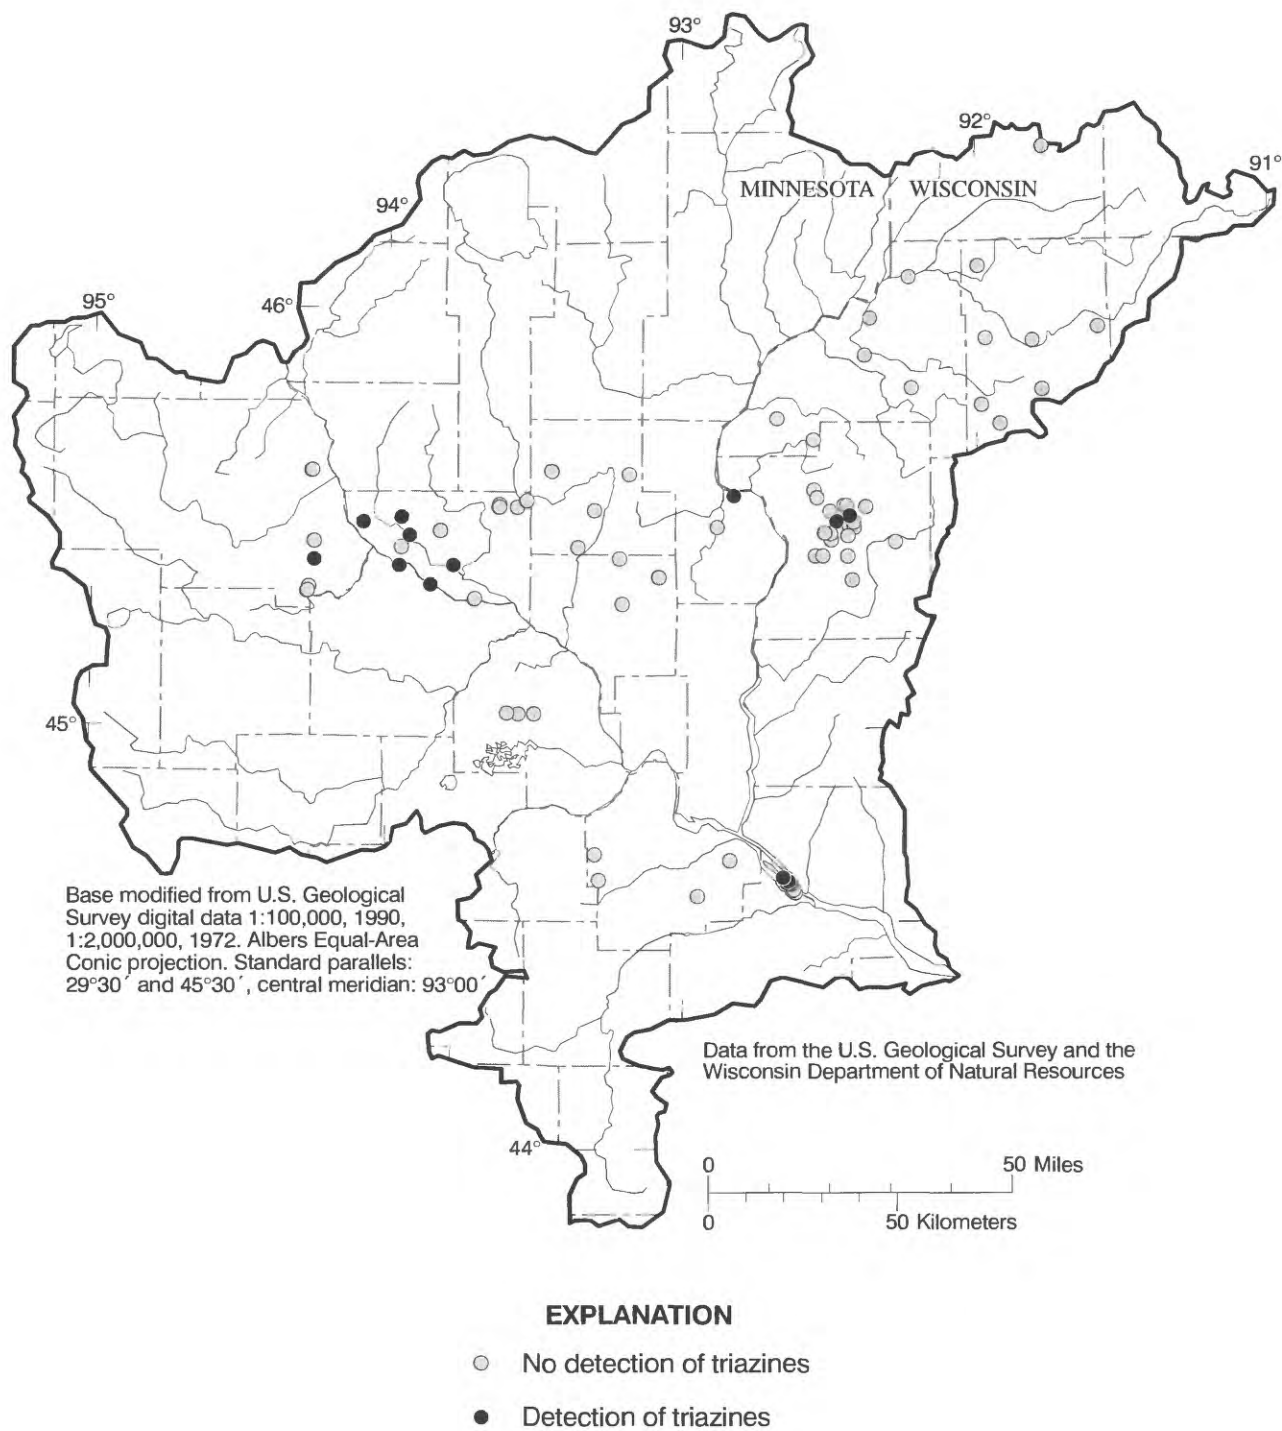 93°
92°
91°
MINNESOTA WISCONSIN
94°
95°
46°
45°
Base modified from U.S. Geological
Survey digital data 1:100,000, 1990,
1:2,000,000, 1972. Albers Equal-Area
Conic projection. Standard parallels:
29°30´ and 45°30´, central meridian: 93°00´
Data from the U.S. Geological Survey and the
Wisconsin Department of Natural Resources
44°
0 50 Miles
0 50 Kilometers
EXPLANATION
No detection of triazines
Detection of triazines